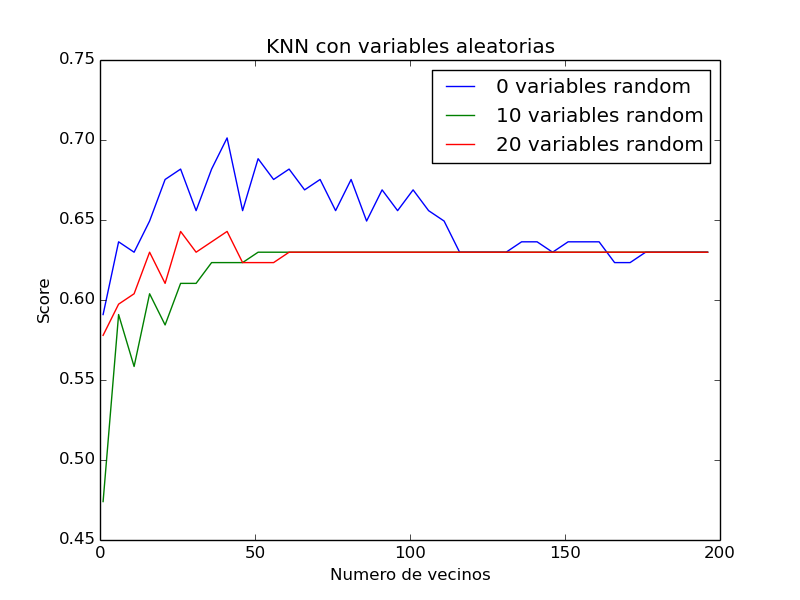 KNN con variables aleatorias
0 variables random
10 variables random
20 variables random
0.75
0.70
0.65
0.60
0.55
0.50
0.45
Score
0 50 100 150 200
Numero de vecinos